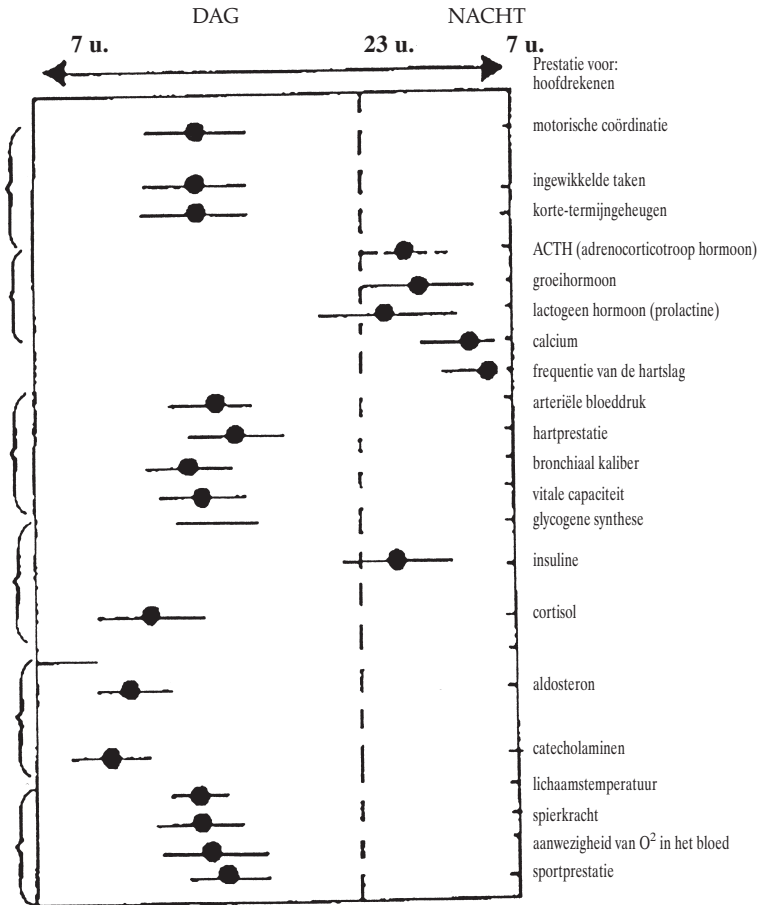 DAG NACHT
7 u. 23 u. 7 u.
Prestatie voor:
hoofdrekenen
motorische coördinatie
ingewikkelde taken
korte-termijngeheugen
ACTH (adrenocorticotroop hormoon)
groeihormoon
lactogeen hormoon (prolactine)
calcium
frequentie van de hartslag
arteriële bloeddruk
hartprestatie
bronchiaal kaliber
vitale capaciteit
glycogene synthese
insuline
cortisol
aldosteron
catecholaminen
lichaamstemperatuur
spierkracht
aanwezigheid van O² in het bloed
sportprestatie